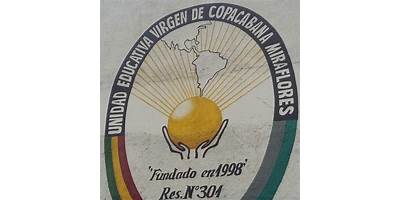 UNIDAD EDUCATIVA VIRGEN DE COPACABANA MIRAFLORES
"Fundado en 1998"
Res. N° 301